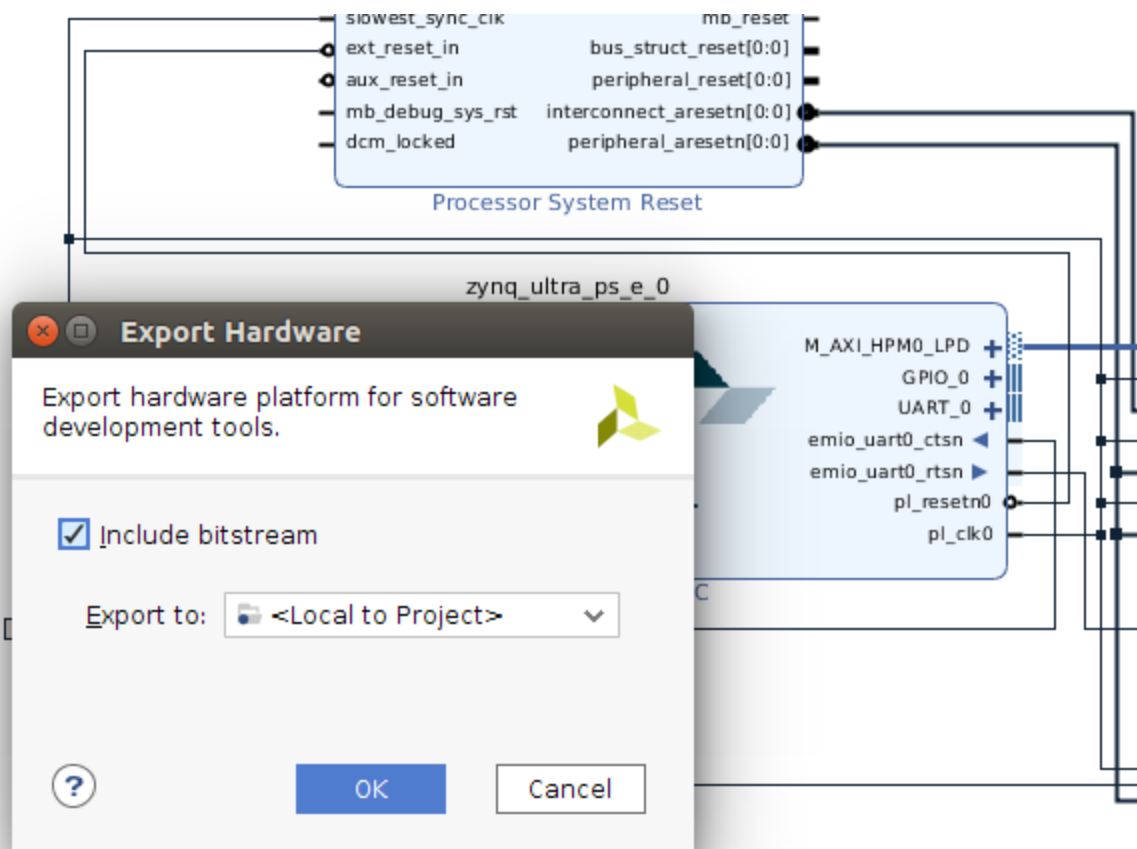 slowest_sync_clk
mb_reset
ext_reset_in
bus_struct_reset[0:0]
aux_reset_in
peripheral_reset[0:0]
mb_debug_sys_rst
interconnect_aresetn[0:0]
dcm_locked
peripheral_aresetn[0:0]
Processor System Reset
zynq_ultra_ps_e_0
M_AXI_HPM0_LPD
GPIO_0
UART_0
emio_uart0_ctsn
emio_uart0_rtsn
pl_resetn0
pl_clk0
C
Export Hardware
Export hardware platform for software
development tools.
Include bitstream
Export to: <Local to Project>
? OK Cancel